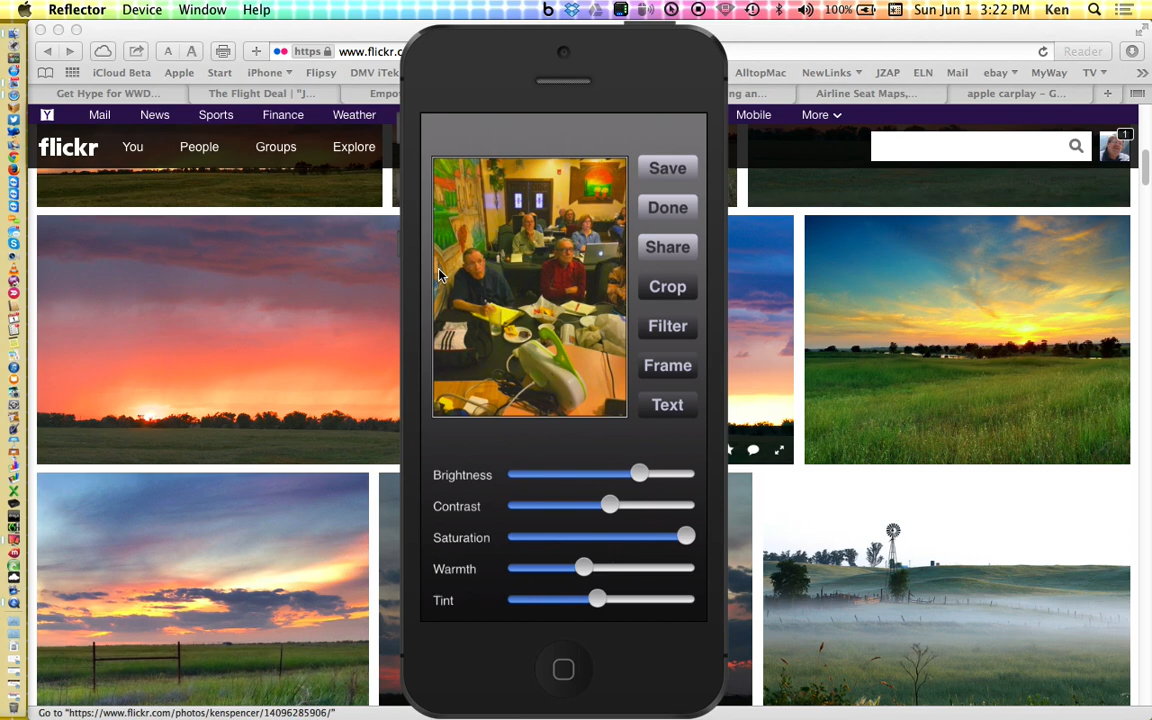 Reflector Device Window Help 100% Sun Jun 1 3:22 PM Ken
A A https www.flickr.c Reader
iCloud Beta Apple Start iPhone Flipsy DMV iTek AlltopMac NewLinks JZAP ELN Mail ebay MyWay TV
Get Hype for WWD... The Flight Deal | "J... Empo ng an... Airline Seat Maps,... apple carplay – G...
Y Mail News Sports Finance Weather Mobile More
flickr You People Groups Explore 1
Save
Done
Share
Crop
Filter
Frame
Text
Brightness
Contrast
Saturation
Warmth
Tint
Go to "https://www.flickr.com/photos/kenspencer/14096285906/"